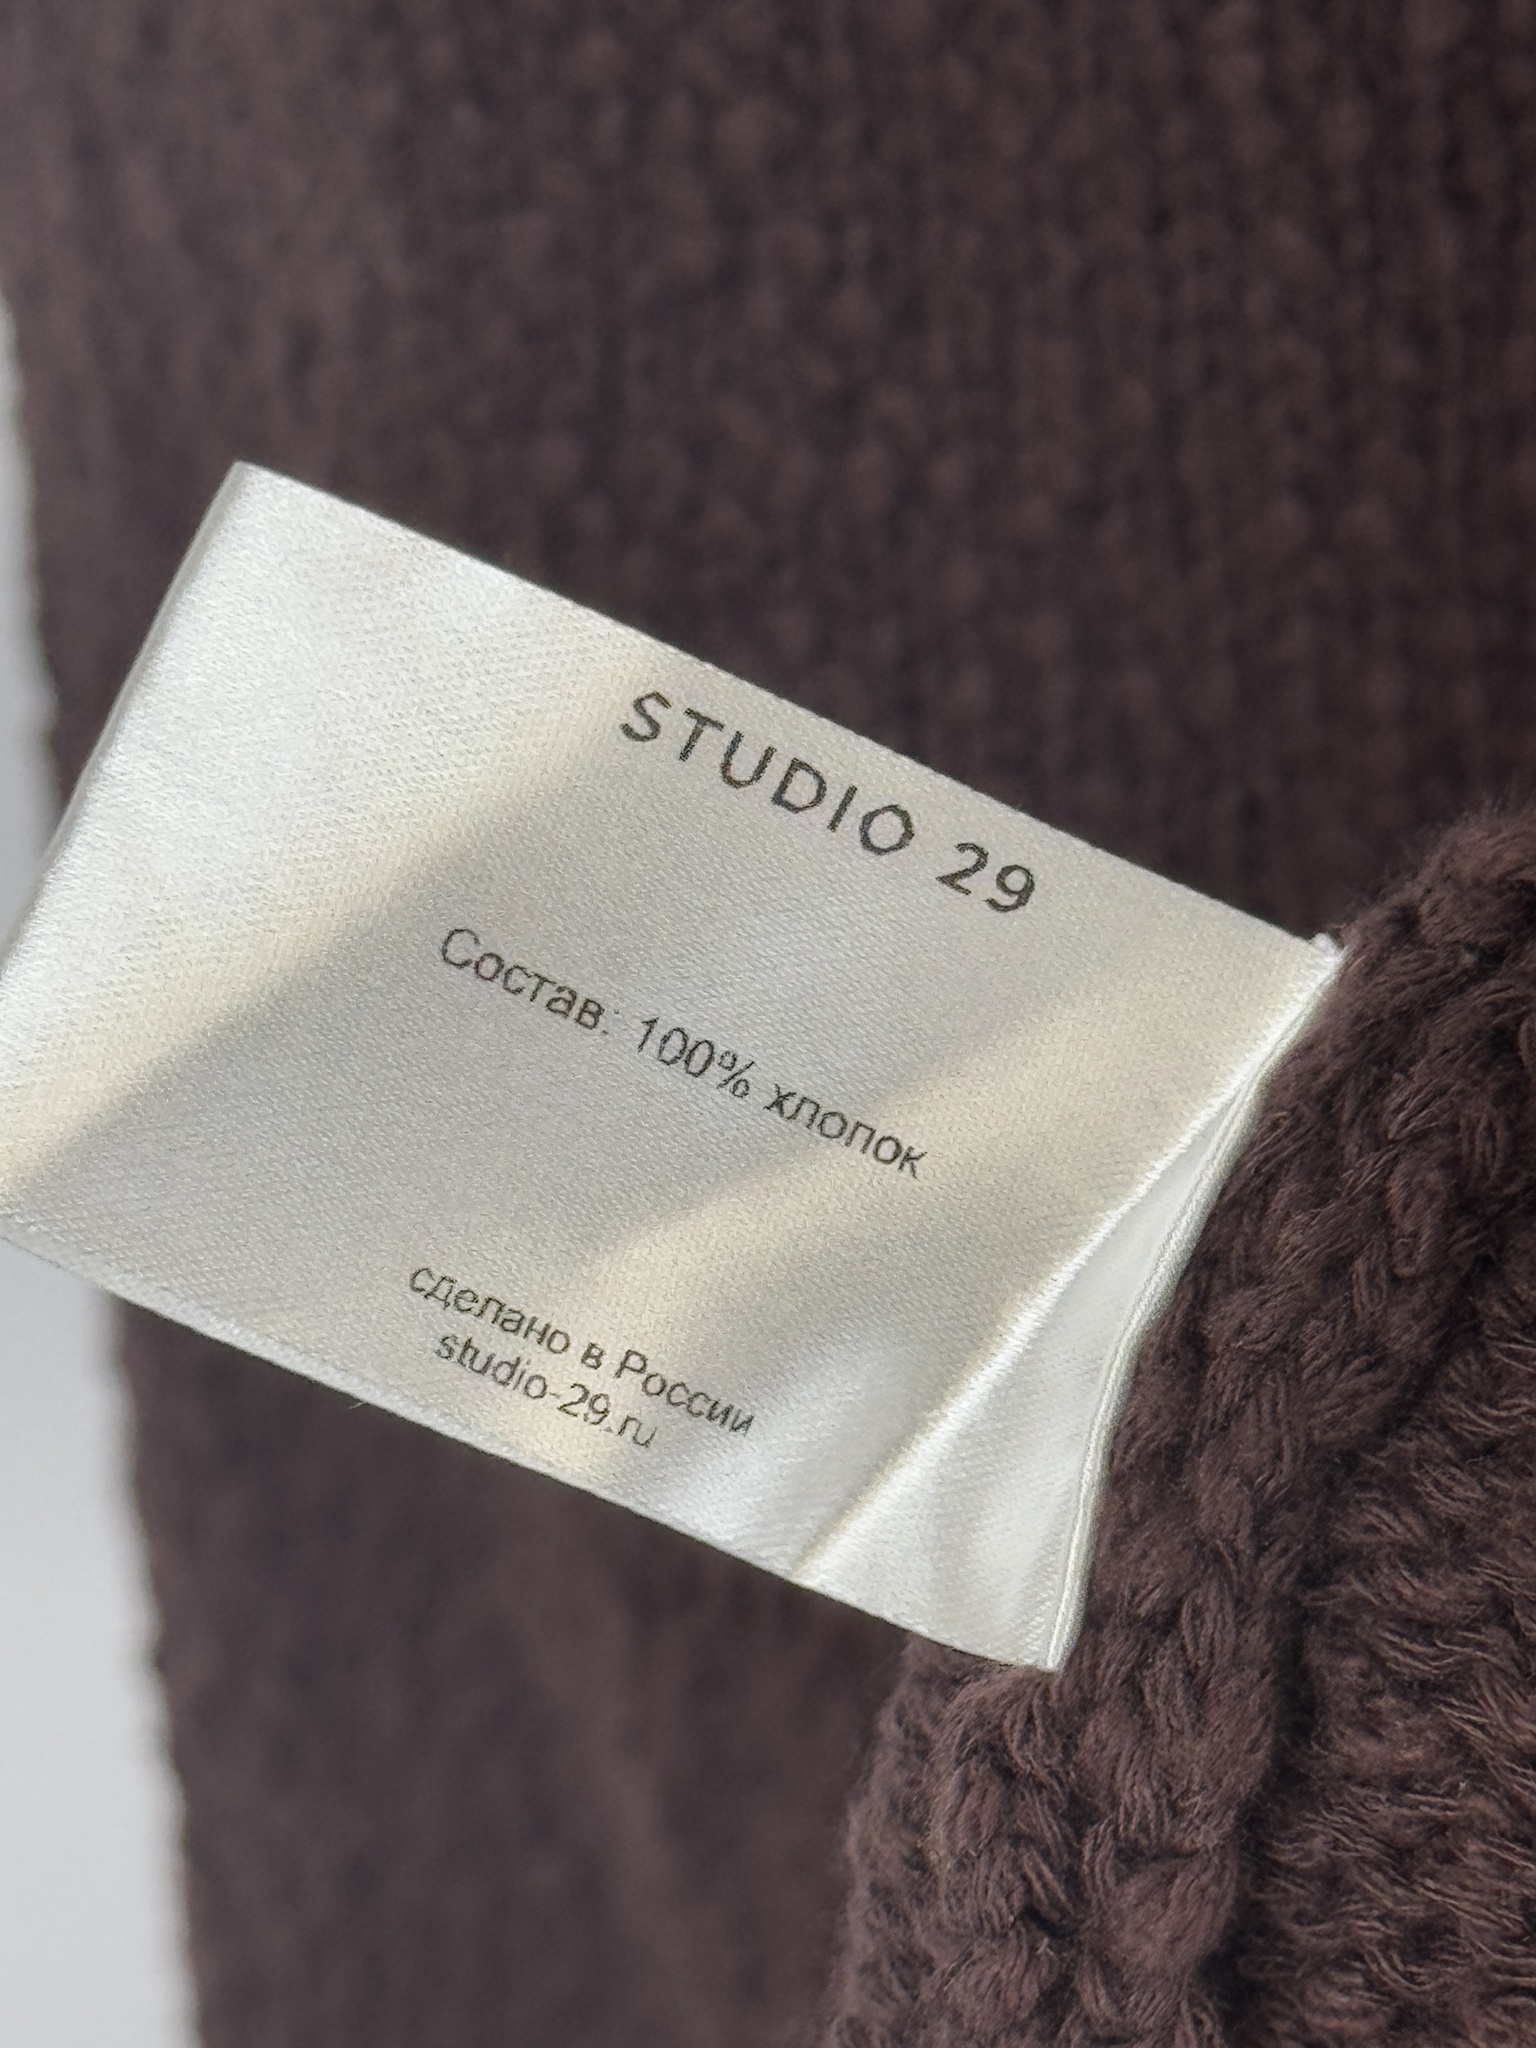 STUDIO 29
Состав: 100% хлопок
сделано в России
studio-29.ru